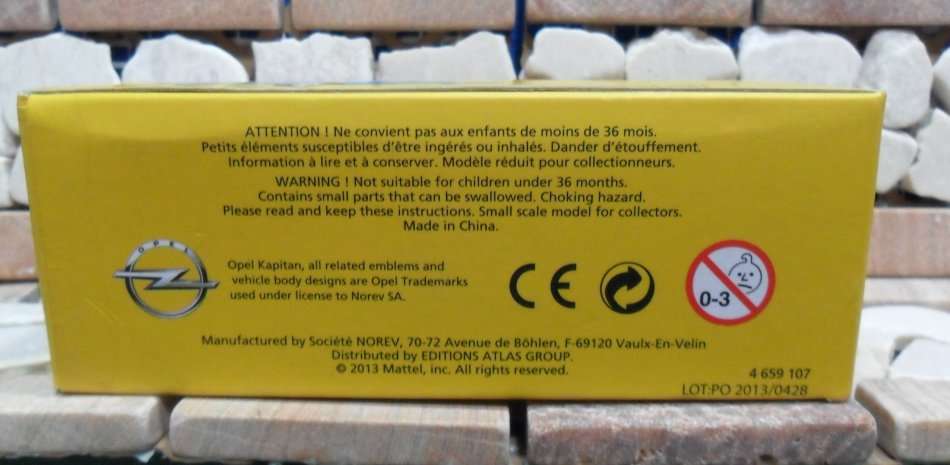 ATTENTION ! Ne convient pas aux enfants de moins de 36 mois.
Petits éléments susceptibles d'être ingérés ou inhalés. Dander d'étouffement.
Information à lire et à conserver. Modèle réduit pour collectionneurs.
WARNING ! Not suitable for children under 36 months.
Contains small parts that can be swallowed. Choking hazard.
Please read and keep these instructions. Small scale model for collectors.
Made in China.
OPEL
Opel Kapitan, all related emblems and
vehicle body designs are Opel Trademarks
used under license to Norev SA.
CE
0-3
Manufactured by Société NOREV, 70-72 Avenue de Böhlen, F-69120 Vaulx-En-Velin
Distributed by EDITIONS ATLAS GROUP.
© 2013 Mattel, inc. All rights reserved.
4 659 107
LOT:PO 2013/0428